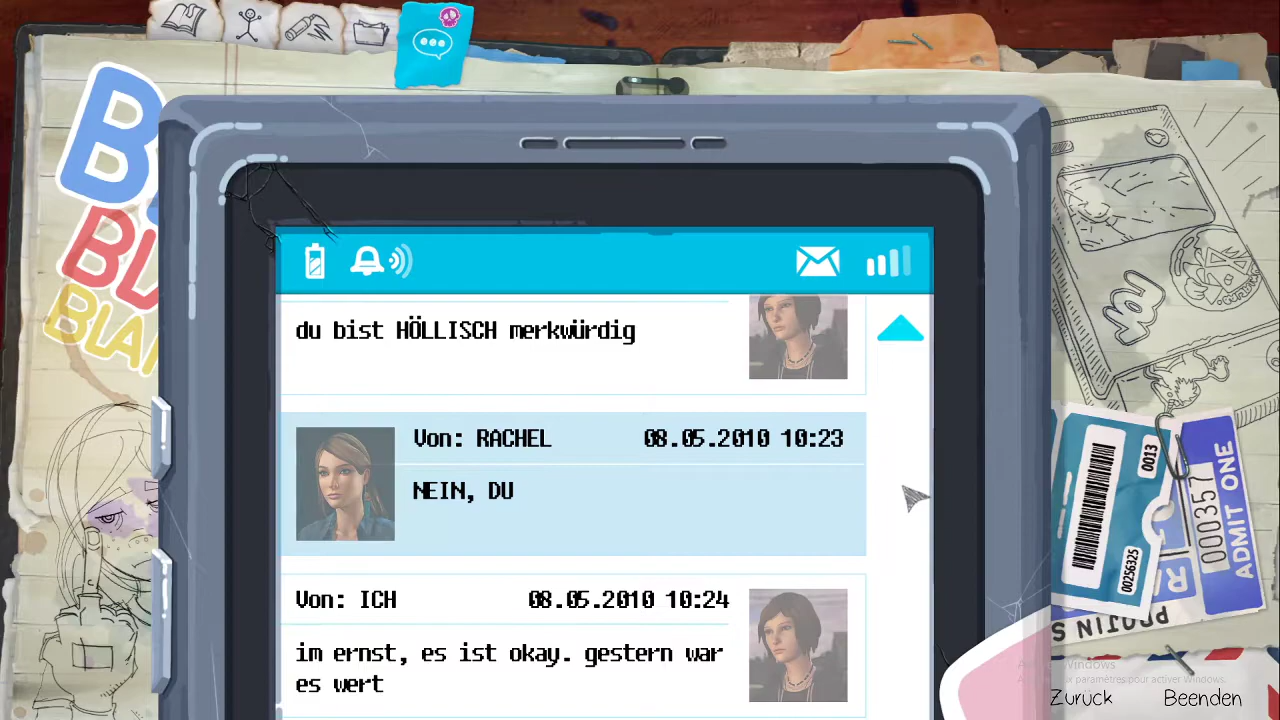 du bist HÖLLISCH merkwürdig
Von: RACHEL 08.05.2010 10:23
NEIN, DU
Von: ICH 08.05.2010 10:24
im ernst, es ist okay. gestern war
es wert
0013
00256325
000357
ADMIT ONE
Zurück Beenden